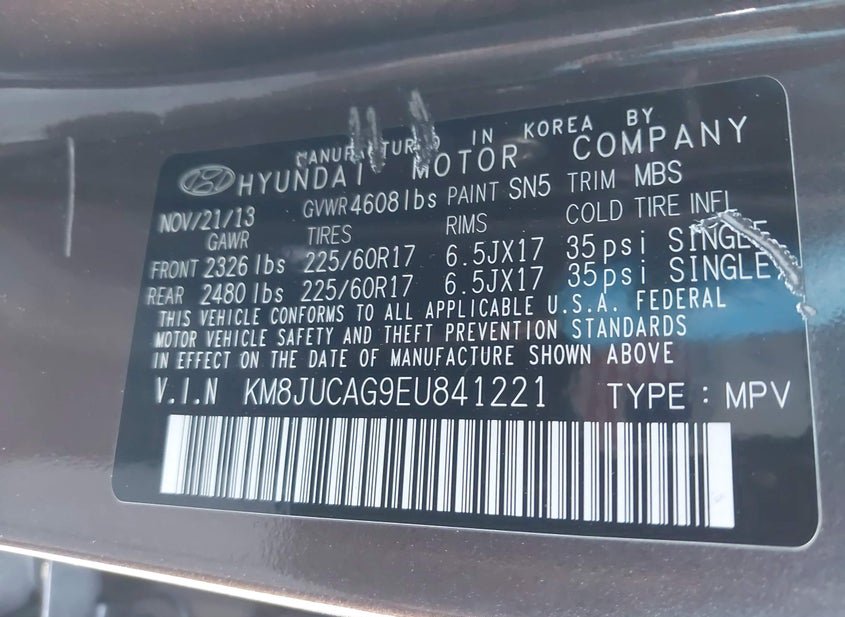 MANUFACTURED IN KOREA BY
HYUNDAI MOTOR COMPANY
NOV/21/13 GVWR 4608lbs PAINT SN5 TRIM MBS
GAWR TIRES RIMS COLD TIRE INFL
FRONT 2326 lbs 225/60R17 6.5JX17 35psi SINGLE
REAR 2480 lbs 225/60R17 6.5JX17 35psi SINGLE
THIS VEHICLE CONFORMS TO ALL APPLICABLE U.S.A. FEDERAL
MOTOR VEHICLE SAFETY AND THEFT PREVENTION STANDARDS
IN EFFECT ON THE DATE OF MANUFACTURE SHOWN ABOVE
V.I.N KM8JUCAG9EU841221 TYPE : MPV